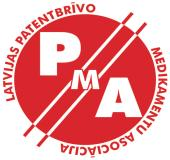 LATVIJAS PATENTBRĪVO
PMA
MEDIKAMENTU ASOCIĀCIJA